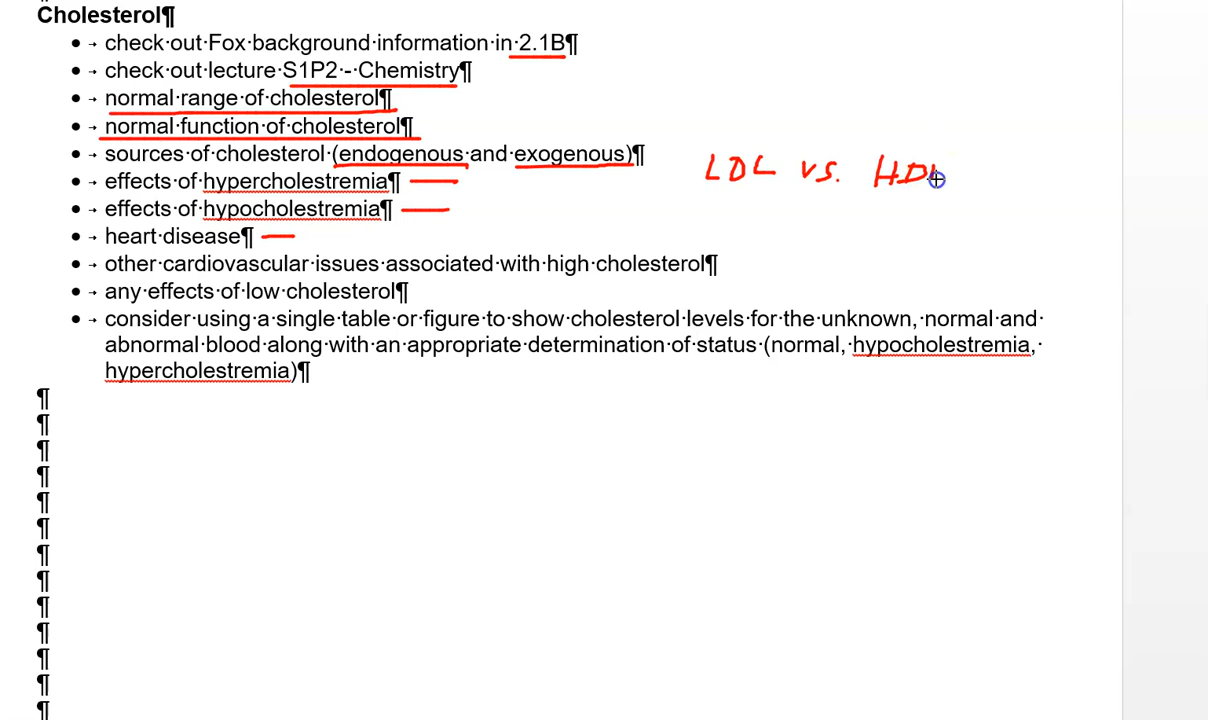 Cholesterol¶
• → check·out·Fox·background·information·in·2.1B¶
• → check·out·lecture·S1P2·-·Chemistry¶
• → normal·range·of·cholesterol¶
• → normal·function·of·cholesterol¶
• → sources·of·cholesterol·(endogenous·and·exogenous)¶
LDL vs. HDL
• → effects·of·hypercholestremia¶
• → effects·of·hypocholestremia¶
• → heart·disease¶
• → other·cardiovascular·issues·associated·with·high·cholesterol¶
• → any·effects·of·low·cholesterol¶
• → consider·using·a·single·table·or·figure·to·show·cholesterol·levels·for·the·unknown,·normal·and·
abnormal·blood·along·with·an·appropriate·determination·of·status·(normal,·hypocholestremia,·
hypercholestremia)¶
¶
¶
¶
¶
¶
¶
¶
¶
¶
¶
¶
¶
¶